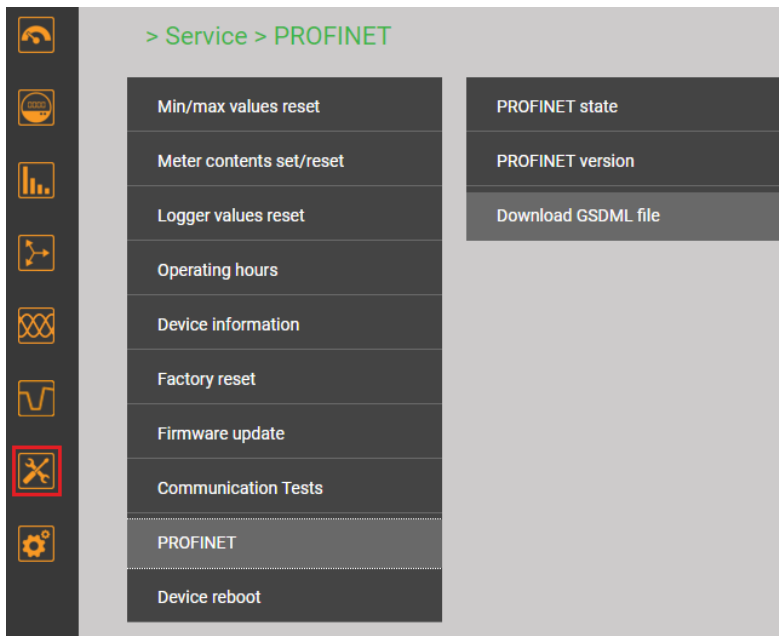 > Service > PROFINET
Min/max values reset
Meter contents set/reset
Logger values reset
Operating hours
Device information
Factory reset
Firmware update
Communication Tests
PROFINET
Device reboot
PROFINET state
PROFINET version
Download GSDML file